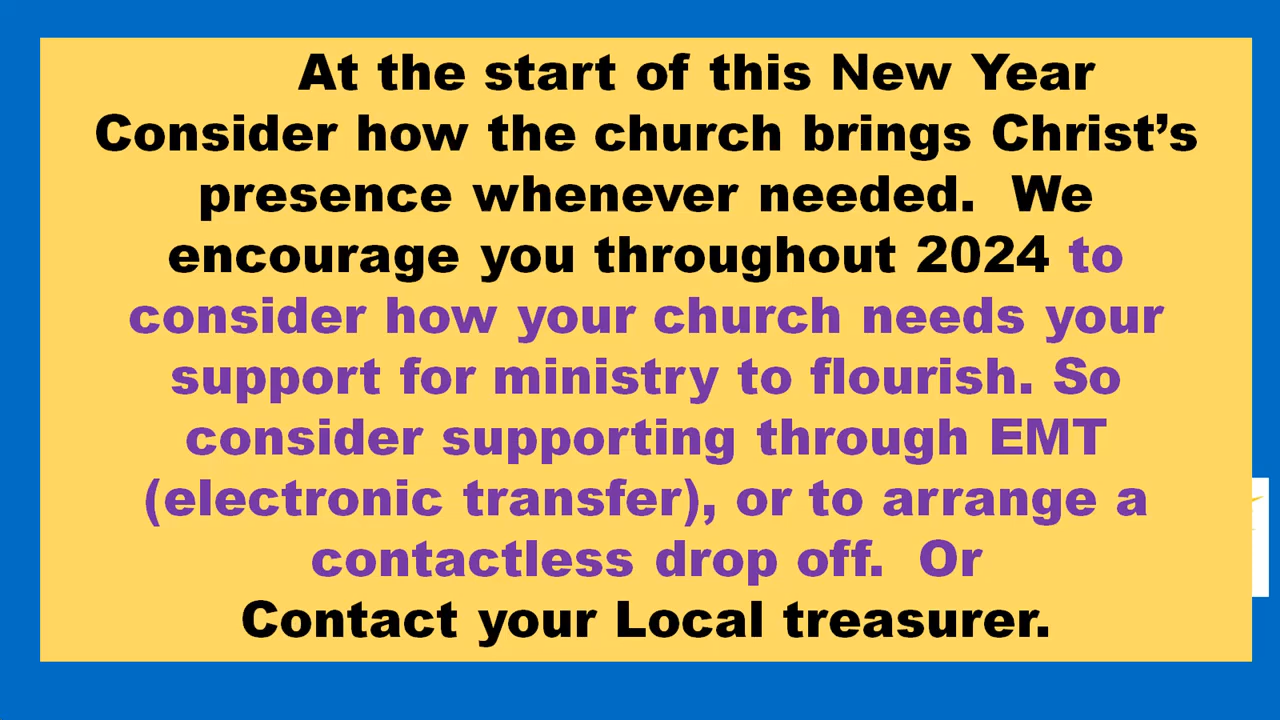 At the start of this New Year
Consider how the church brings Christ’s
presence whenever needed.  We
encourage you throughout 2024 to
consider how your church needs your
support for ministry to flourish. So
consider supporting through EMT
(electronic transfer), or to arrange a
contactless drop off.  Or
Contact your Local treasurer.